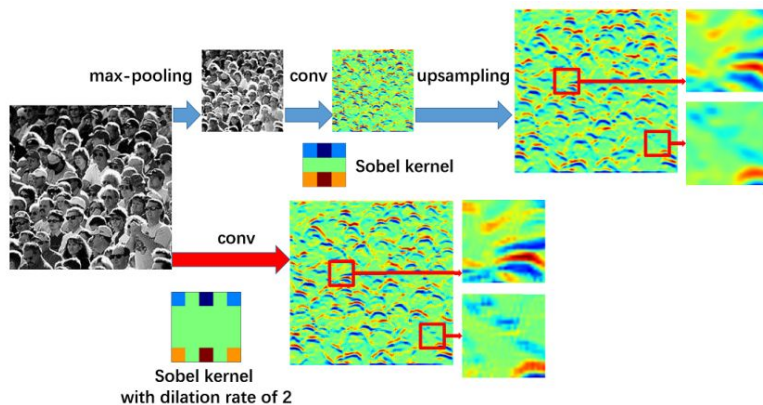 max-pooling
conv
upsampling
Sobel kernel
conv
Sobel kernel
with dilation rate of 2